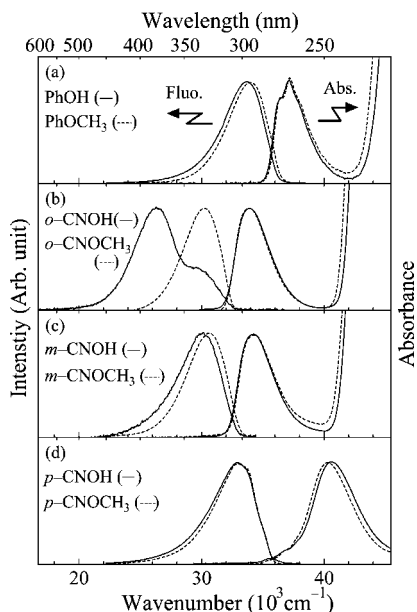 Wavelength (nm)
600 500 400 350 300 250
(a)
PhOH (—)
PhOCH3 (---)
Fluo.
Abs.
(b)
o–CNOH(—)
o–CNOCH3
(---)
(c)
m–CNOH (—)
m–CNOCH3 (---)
(d)
p–CNOH (—)
p–CNOCH3 (---)
Intenstiy (Arb. unit)
Absorbance
20 30 40
Wavenumber (10³cm⁻¹)